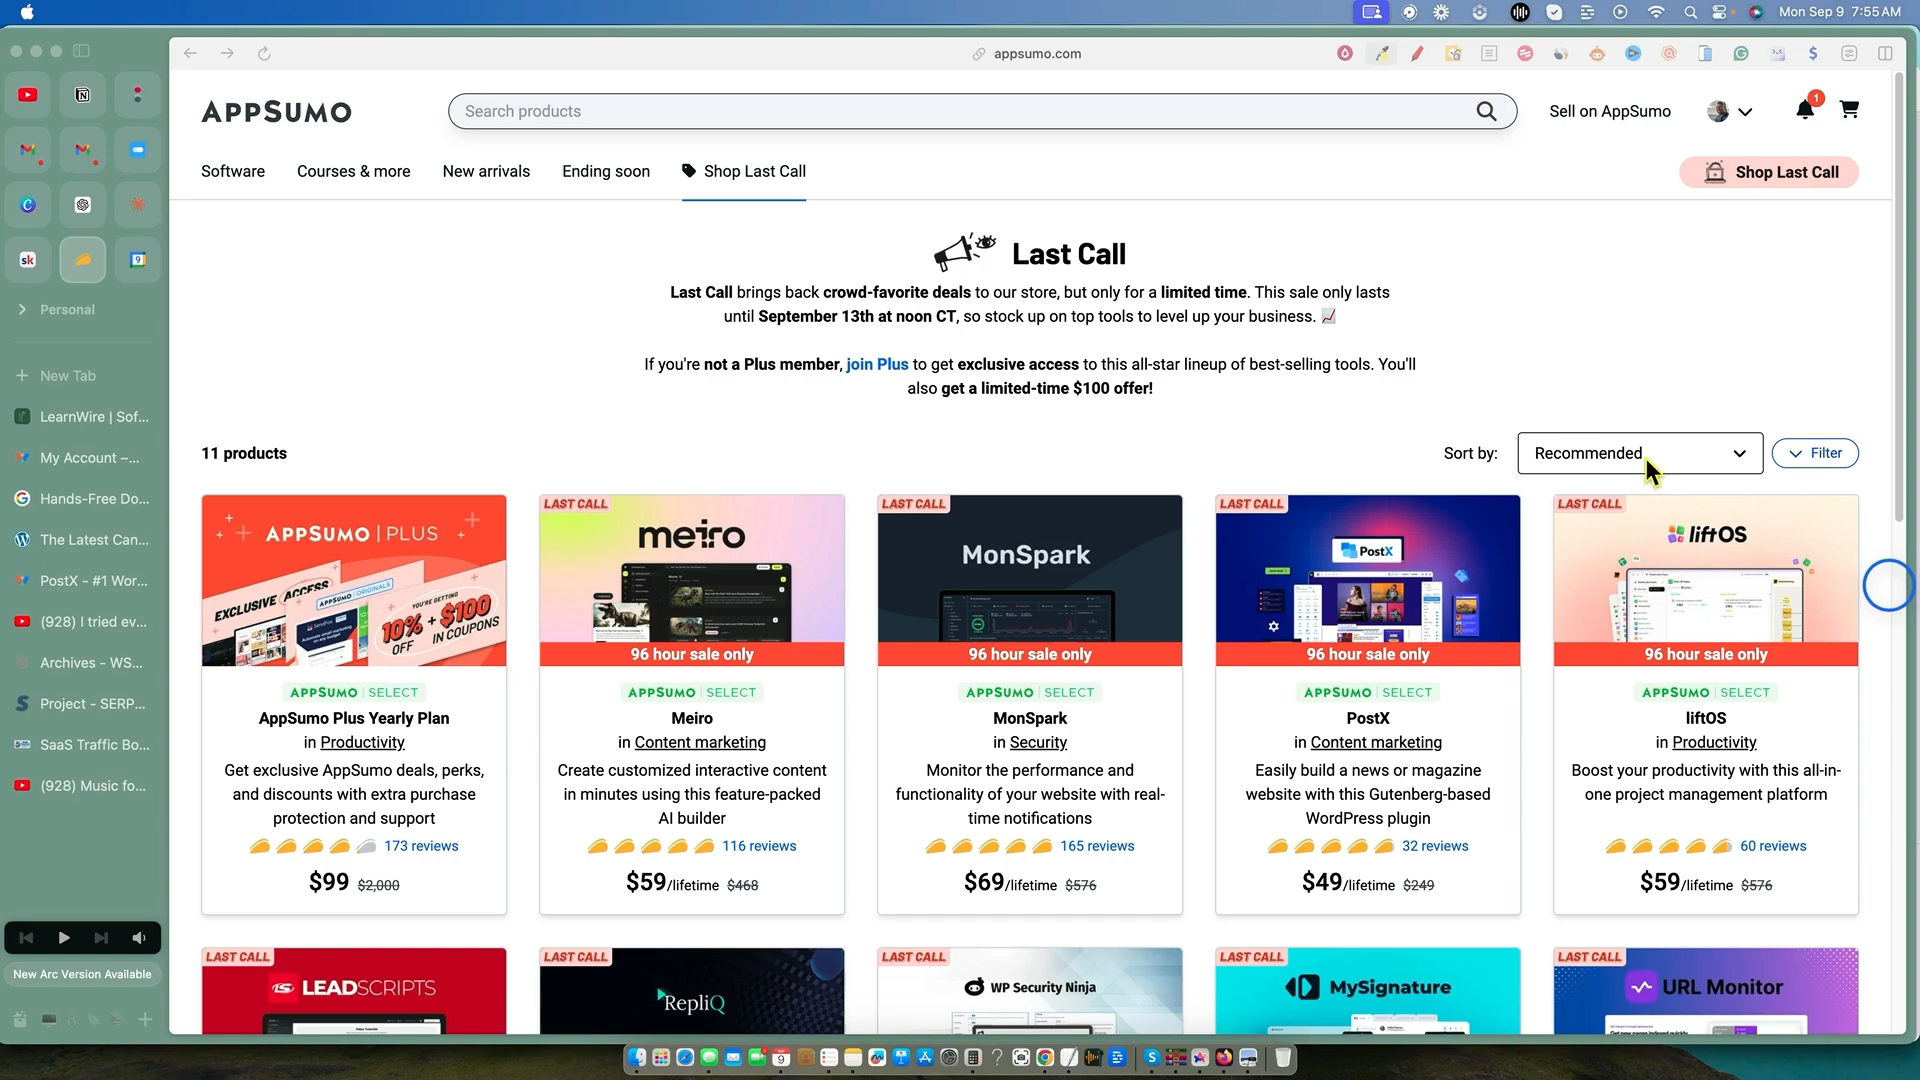 Mon Sep 9 7:55 AM
appsumo.com
APPSUMO
Search products
Sell on AppSumo
1
Software
Courses & more
New arrivals
Ending soon
Shop Last Call
Shop Last Call
Personal
New Tab
LearnWire | Sof...
My Account –...
Hands-Free Do...
The Latest Can...
PostX - #1 Wor...
(928) I tried ev...
Archives - WS...
Project - SERP...
SaaS Traffic Bo...
(928) Music fo...
New Arc Version Available
Last Call
Last Call brings back crowd-favorite deals to our store, but only for a limited time. This sale only lasts
until September 13th at noon CT, so stock up on top tools to level up your business.
If you're not a Plus member, join Plus to get exclusive access to this all-star lineup of best-selling tools. You'll
also get a limited-time $100 offer!
11 products
Sort by:
Recommended
Filter
APPSUMO | PLUS
EXCLUSIVE ACCESS
ACCESS
APPSUMO ORIGINALS
YOU'RE GETTING
10% OFF + $100
IN COUPONS
APPSUMO | SELECT
AppSumo Plus Yearly Plan
in Productivity
Get exclusive AppSumo deals, perks,
and discounts with extra purchase
protection and support
173 reviews
$99 $2,000
LAST CALL
meiro
96 hour sale only
APPSUMO | SELECT
Meiro
in Content marketing
Create customized interactive content
in minutes using this feature-packed
AI builder
116 reviews
$59/lifetime $468
LAST CALL
MonSpark
96 hour sale only
APPSUMO | SELECT
MonSpark
in Security
Monitor the performance and
functionality of your website with real-
time notifications
165 reviews
$69/lifetime $576
LAST CALL
PostX
96 hour sale only
APPSUMO | SELECT
PostX
in Content marketing
Easily build a news or magazine
website with this Gutenberg-based
WordPress plugin
32 reviews
$49/lifetime $249
LAST CALL
liftOS
96 hour sale only
APPSUMO | SELECT
liftOS
in Productivity
Boost your productivity with this all-in-
one project management platform
60 reviews
$59/lifetime $576
LAST CALL
LEADSCRIPTS
LAST CALL
RepliQ
LAST CALL
WP Security Ninja
LAST CALL
MySignature
LAST CALL
URL Monitor